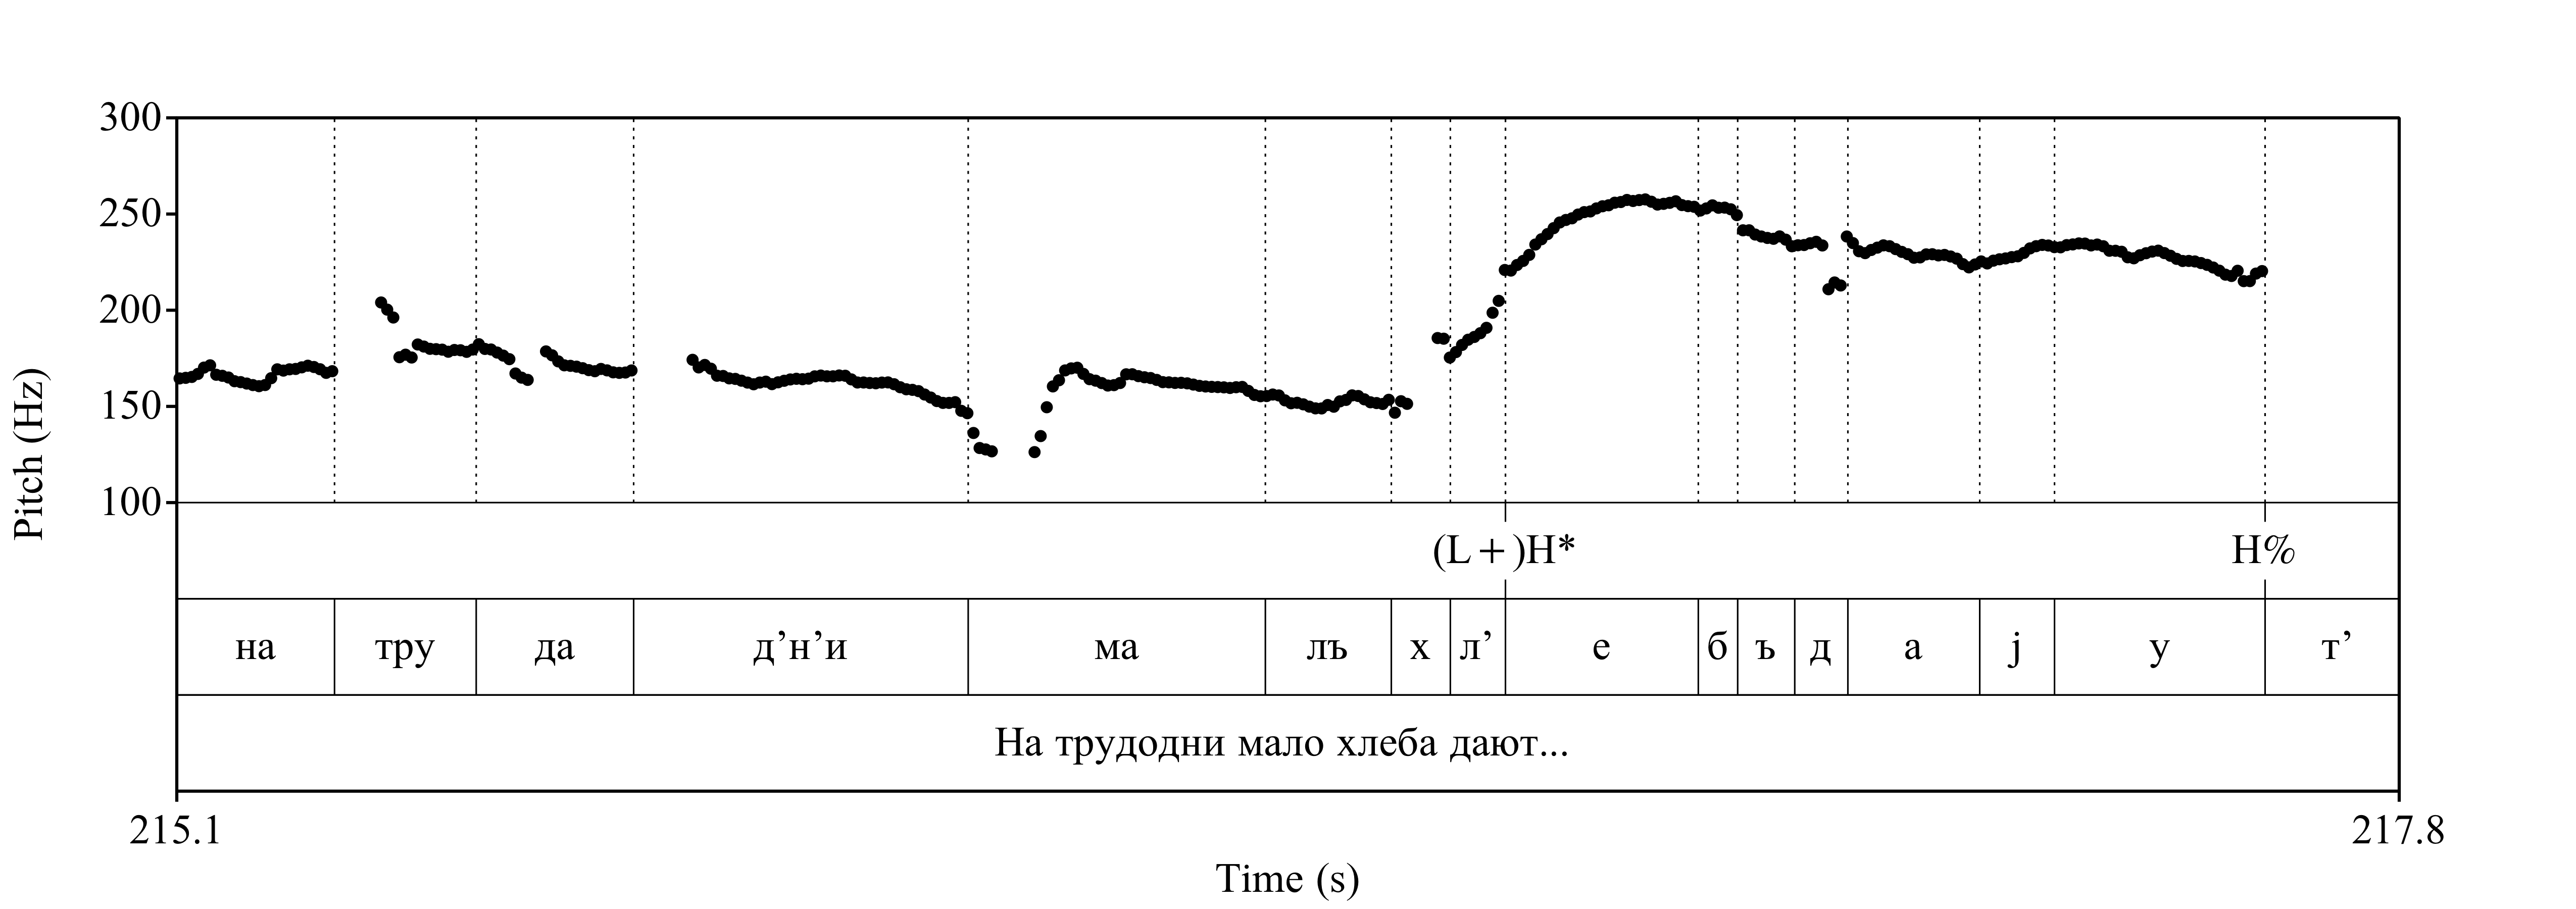 Pitch (Hz)
300
250
200
150
100
(L+)H* H%
на тру да д’н’и ма лъ х л’ е б ъ д а j у т’
На трудодни мало хлеба дают...
215.1 217.8
Time (s)